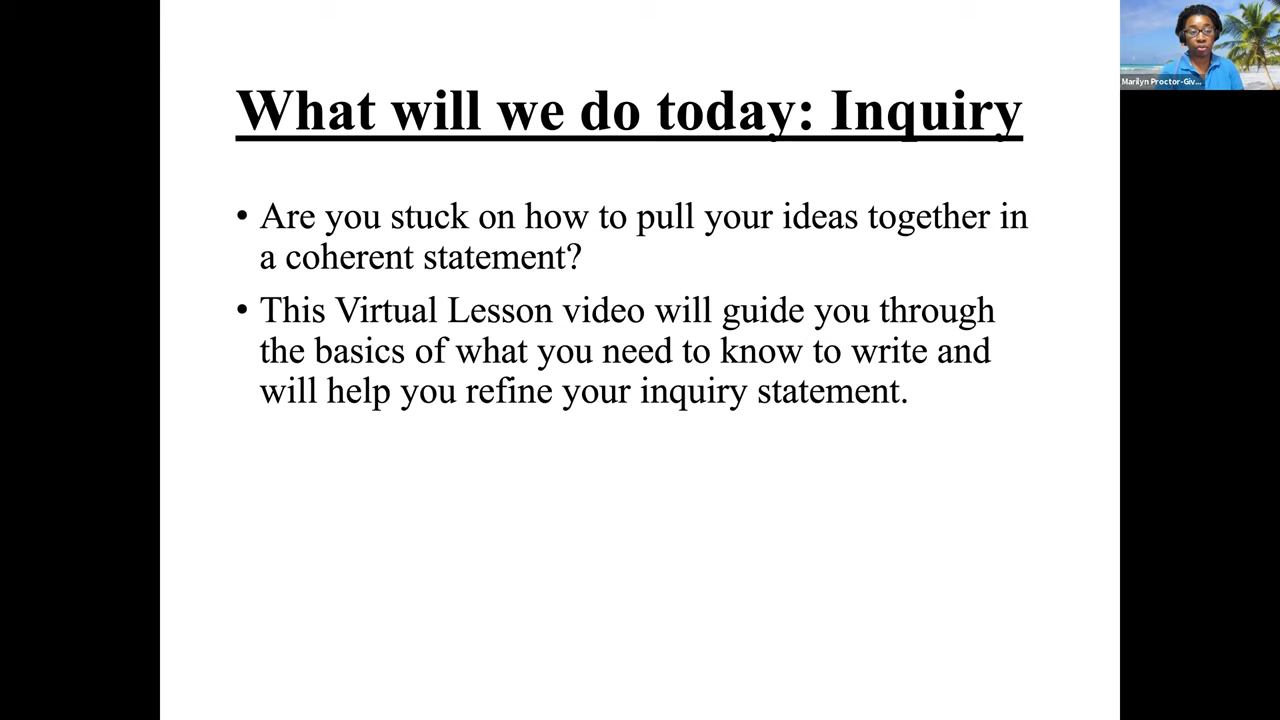 Marilyn Proctor-Giv...
What will we do today: Inquiry
• Are you stuck on how to pull your ideas together in
a coherent statement?
• This Virtual Lesson video will guide you through
the basics of what you need to know to write and
will help you refine your inquiry statement.